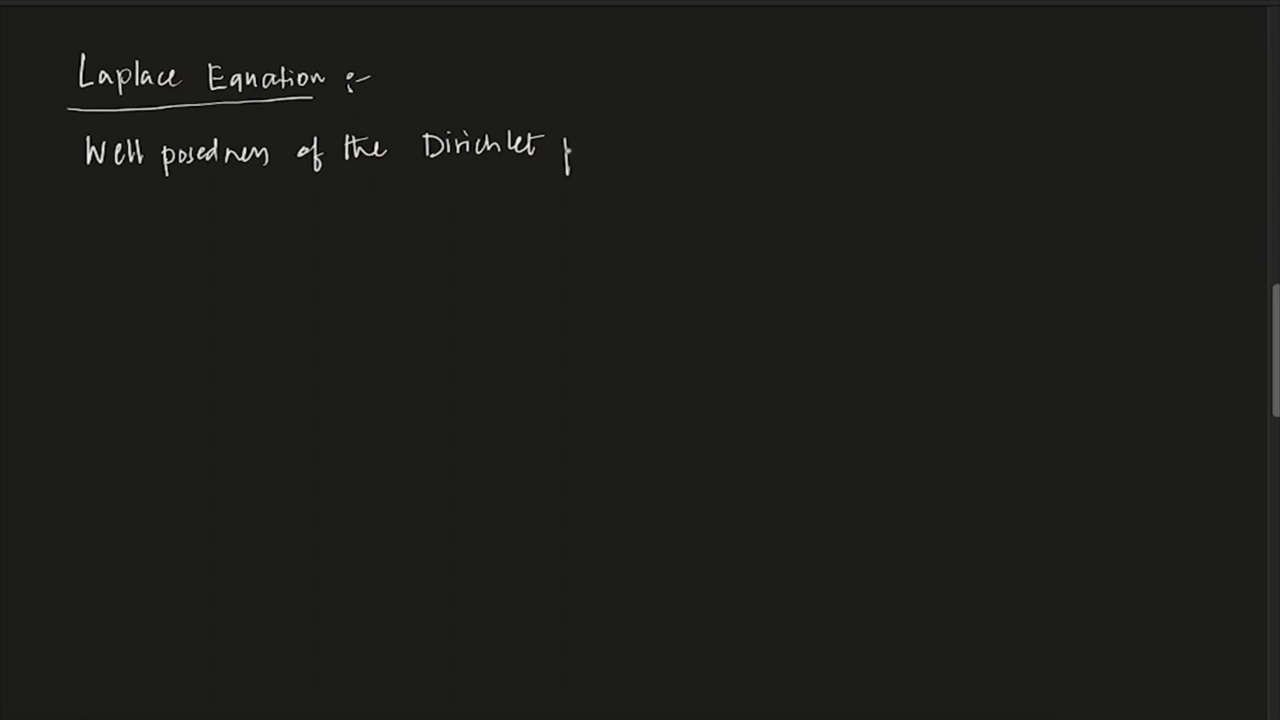 Laplace Equation :-
Well posedness of the Dirichlet p